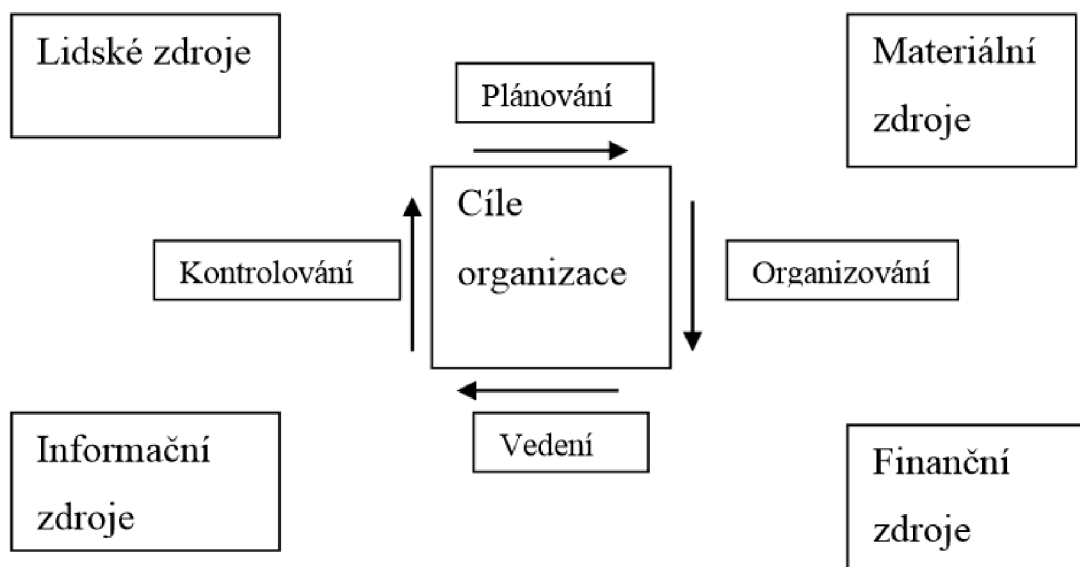 Lidské zdroje
Plánování
Materiální
zdroje
Cíle
organizace
Kontrolování
Organizování
Vedení
Informační
zdroje
Finanční
zdroje